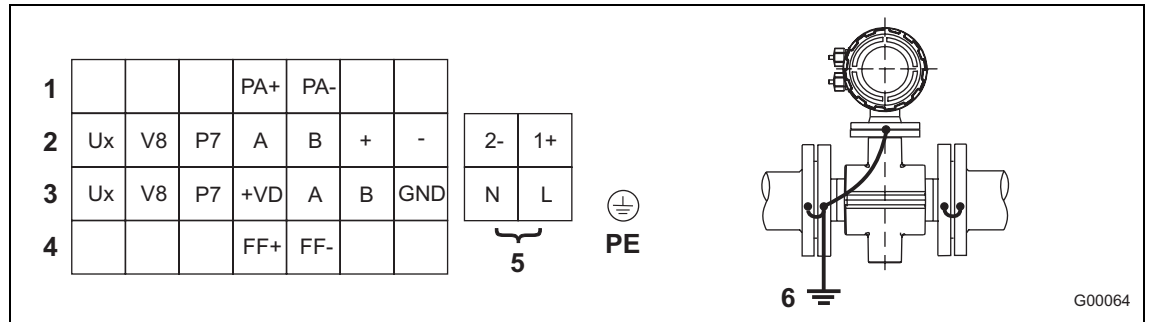 1 PA+ PA-
2 Ux V8 P7 A B + - 2- 1+
3 Ux V8 P7 +VD A B GND N L
4 FF+ FF-
5
PE
6
G00064